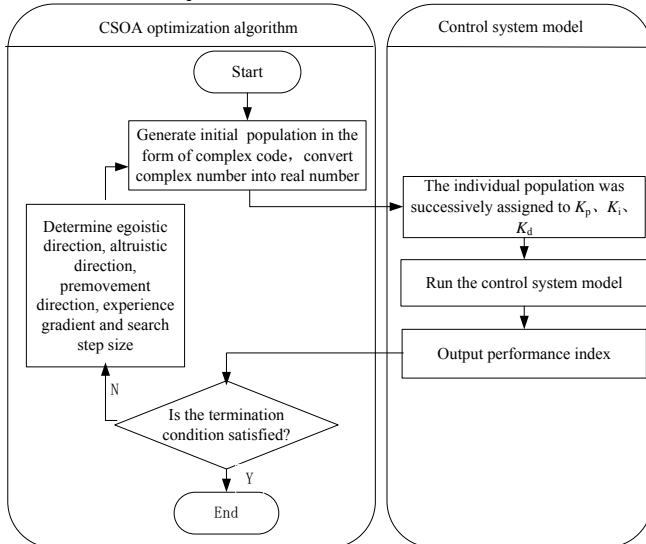 CSOA optimization algorithm
Control system model
Start
Generate initial population in the
form of complex code，convert
complex number into real number
The individual population was
successively assigned to Kp、Ki、
Kd
Determine egoistic
direction, altruistic
direction,
premovement
direction, experience
gradient and search
step size
Run the control system model
Output performance index
N
Is the termination
condition satisfied?
Y
End